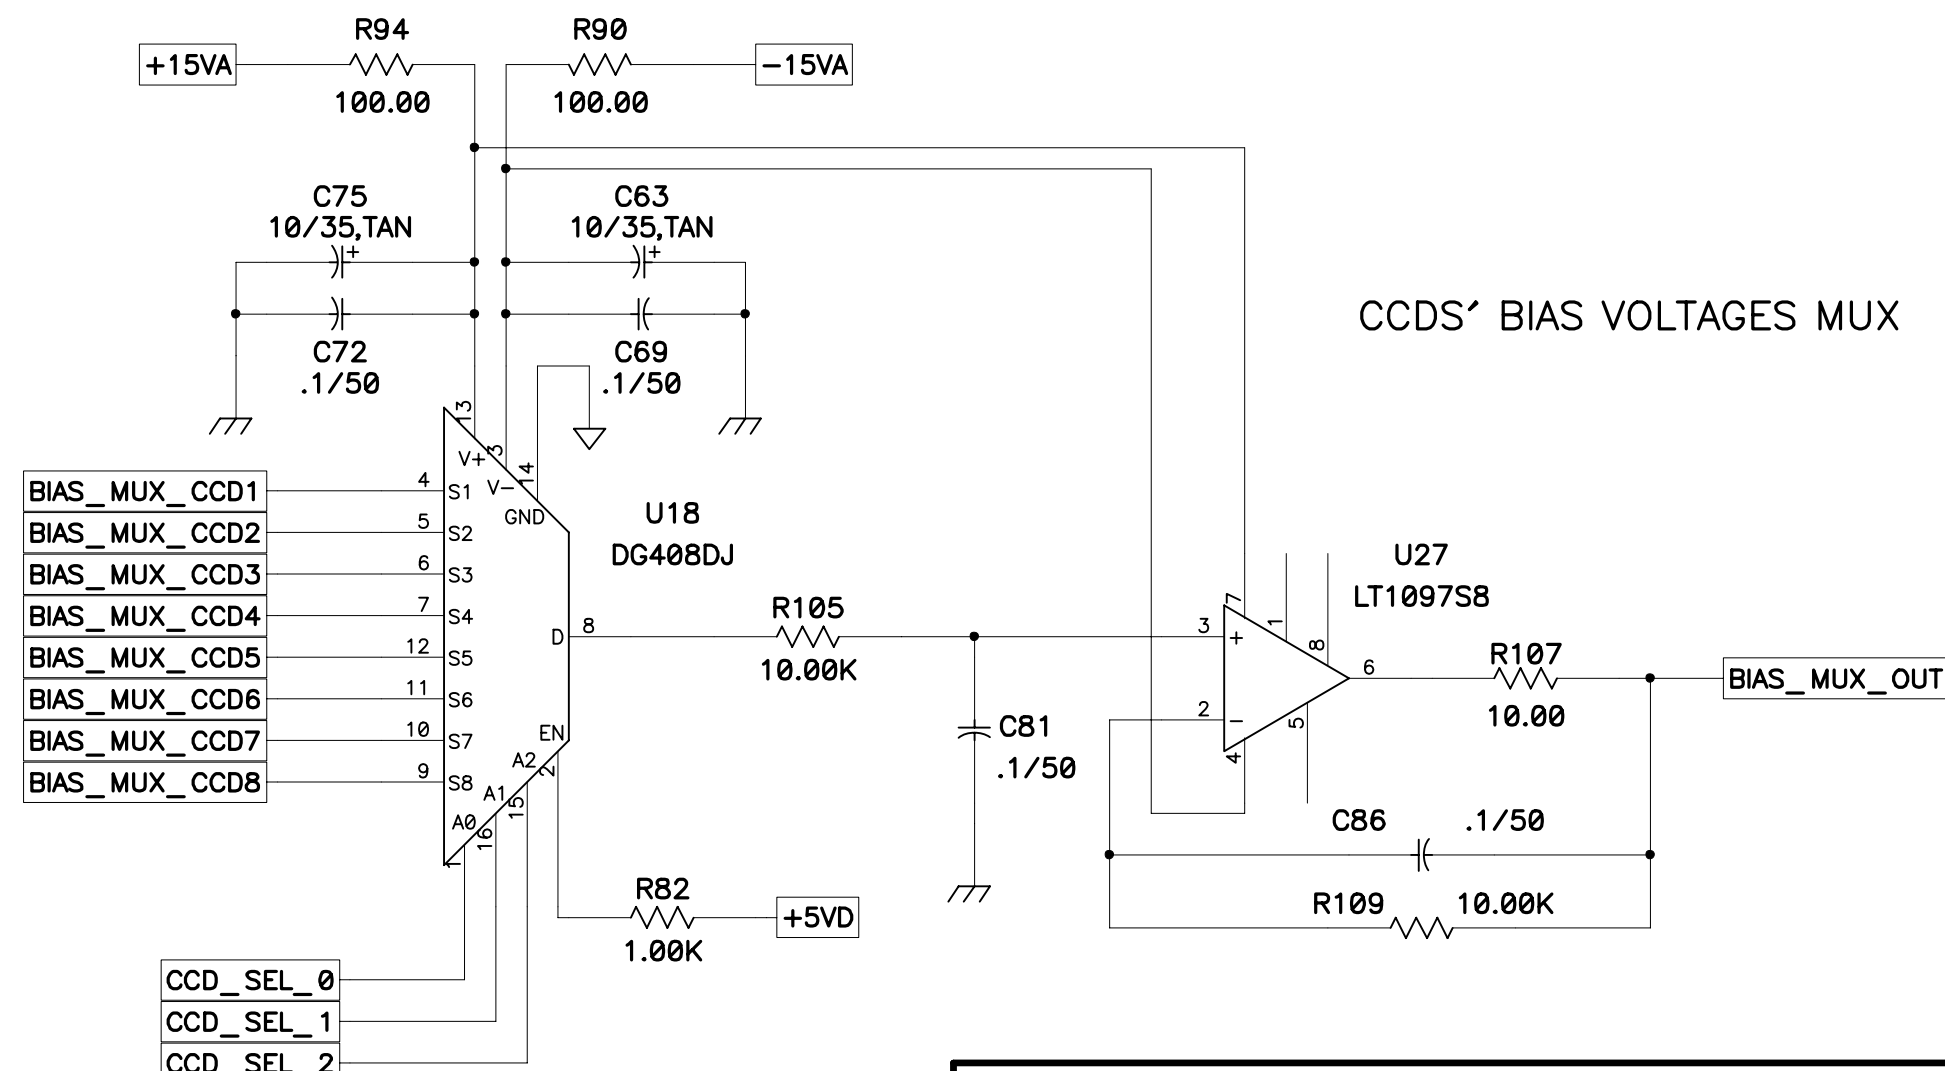 R94
R90
+15VA
-15VA
100.00
100.00
C75
10/35,TAN
+
C63
10/35,TAN
+
C72
.1/50
C69
.1/50
CCDS' BIAS VOLTAGES MUX
13
V+
3
V-
14
GND
BIAS_MUX_CCD1
4
S1
BIAS_MUX_CCD2
5
S2
BIAS_MUX_CCD3
6
S3
BIAS_MUX_CCD4
7
S4
BIAS_MUX_CCD5
12
S5
BIAS_MUX_CCD6
11
S6
BIAS_MUX_CCD7
10
S7
BIAS_MUX_CCD8
9
S8
U18
DG408DJ
D
8
EN
2
A2
15
A1
16
A0
1
R105
10.00K
C81
.1/50
U27
LT1097S8
7
1
8
3
+
2
-
4
5
6
R107
10.00
BIAS_MUX_OUT
C86
.1/50
R109
10.00K
R82
1.00K
+5VD
CCD_SEL_0
CCD_SEL_1
CCD_SEL_2